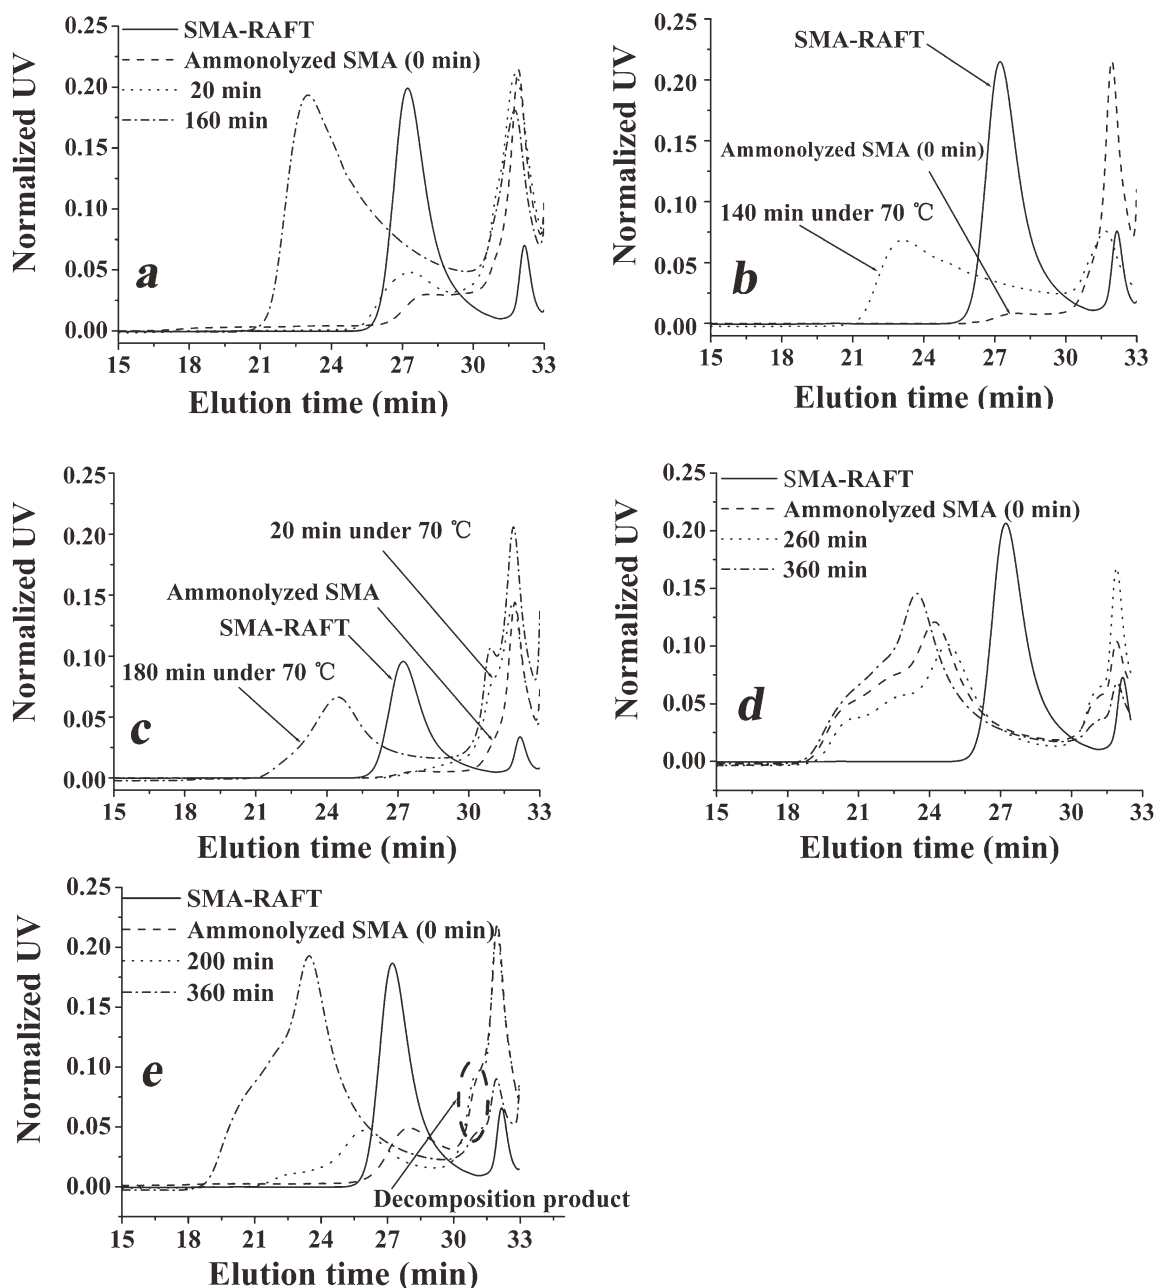 0.25
0.20
0.15
0.10
0.05
0.00
Normalized UV
SMA-RAFT
Ammonolyzed SMA (0 min)
20 min
160 min
a
15 18 21 24 27 30 33
Elution time (min)
0.25
0.20
0.15
0.10
0.05
0.00
Normalized UV
SMA-RAFT
Ammonolyzed SMA (0 min)
140 min under 70 ℃
b
15 18 21 24 27 30 33
Elution time (min)
0.25
0.20
0.15
0.10
0.05
0.00
Normalized UV
20 min under 70 ℃
Ammonolyzed SMA
SMA-RAFT
180 min under 70 ℃
c
15 18 21 24 27 30 33
Elution time (min)
0.25
0.20
0.15
0.10
0.05
0.00
Normalized UV
SMA-RAFT
Ammonolyzed SMA (0 min)
260 min
360 min
d
15 18 21 24 27 30 33
Elution time (min)
0.25
0.20
0.15
0.10
0.05
0.00
Normalized UV
SMA-RAFT
Ammonolyzed SMA (0 min)
200 min
360 min
e
Decomposition product
15 18 21 24 27 30 33
Elution time (min)